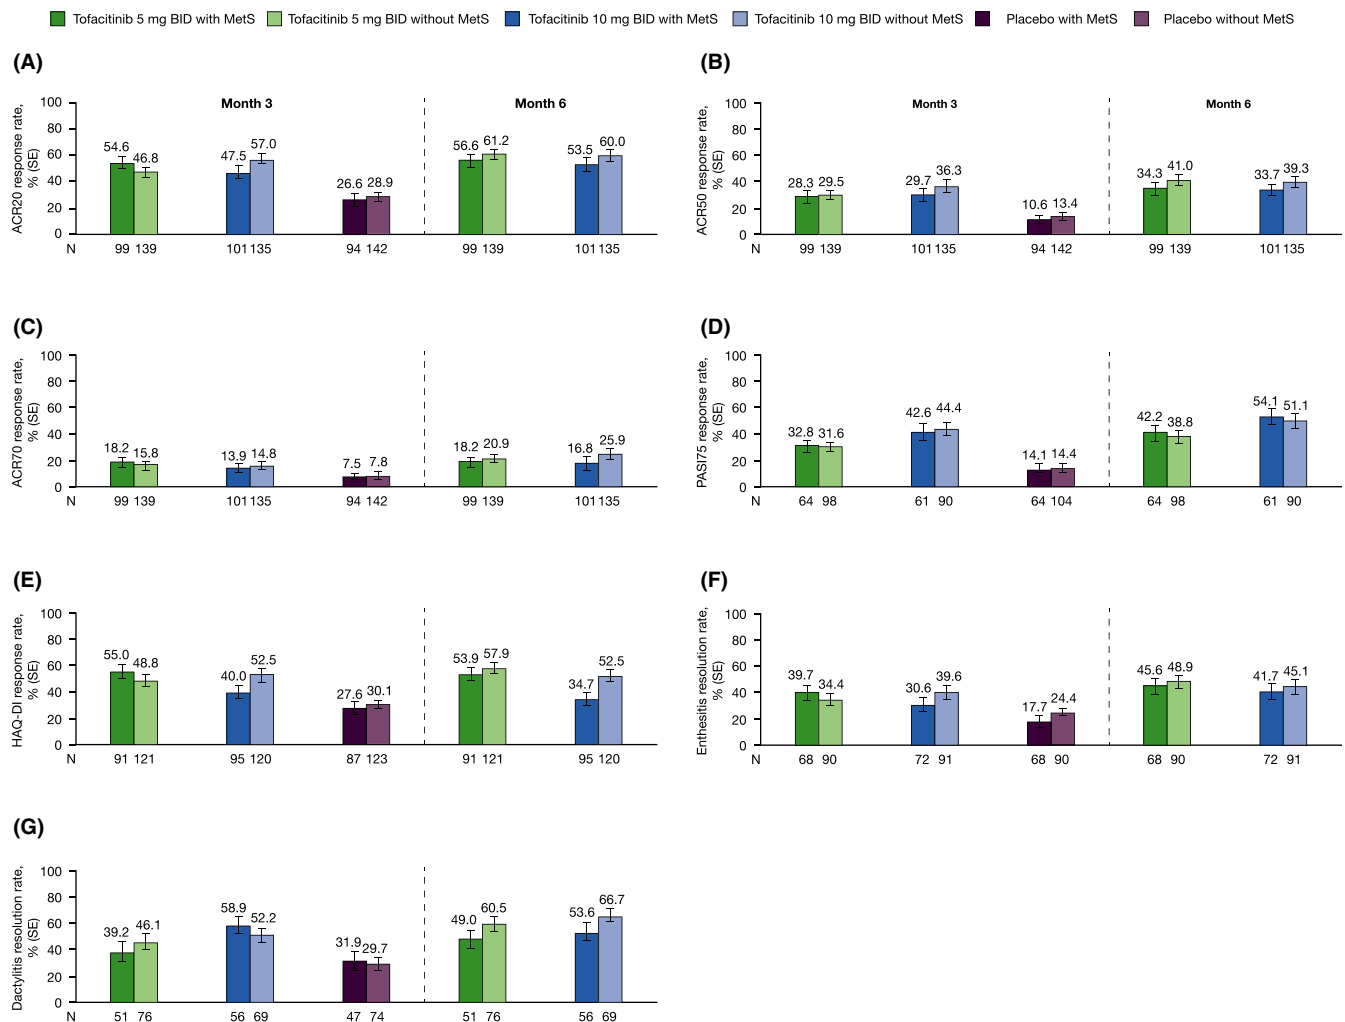 Tofacitinib 5 mg BID with MetS Tofacitinib 5 mg BID without MetS Tofacitinib 10 mg BID with MetS Tofacitinib 10 mg BID without MetS Placebo with MetS Placebo without MetS
(A)
ACR20 response rate,
% (SE)
Month 3 Month 6
100
80
60
40
20
0
54.6 46.8 47.5 57.0 26.6 28.9 56.6 61.2 53.5 60.0
N 99 139 101 135 94 142 99 139 101 135
(B)
ACR50 response rate,
% (SE)
Month 3 Month 6
100
80
60
40
20
0
28.3 29.5 29.7 36.3 10.6 13.4 34.3 41.0 33.7 39.3
N 99 139 101 135 94 142 99 139 101 135
(C)
ACR70 response rate,
% (SE)
100
80
60
40
20
0
18.2 15.8 13.9 14.8 7.5 7.8 18.2 20.9 16.8 25.9
N 99 139 101 135 94 142 99 139 101 135
(D)
PASI75 response rate,
% (SE)
100
80
60
40
20
0
32.8 31.6 42.6 44.4 14.1 14.4 42.2 38.8 54.1 51.1
N 64 98 61 90 64 104 64 98 61 90
(E)
HAQ-DI response rate,
% (SE)
100
80
60
40
20
0
55.0 48.8 40.0 52.5 27.6 30.1 53.9 57.9 34.7 52.5
N 91 121 95 120 87 123 91 121 95 120
(F)
Enthesitis resolution rate,
% (SE)
100
80
60
40
20
0
39.7 34.4 30.6 39.6 17.7 24.4 45.6 48.9 41.7 45.1
N 68 90 72 91 68 90 68 90 72 91
(G)
Dactylitis resolution rate,
% (SE)
100
80
60
40
20
0
39.2 46.1 58.9 52.2 31.9 29.7 49.0 60.5 53.6 66.7
N 51 76 56 69 47 74 51 76 56 69